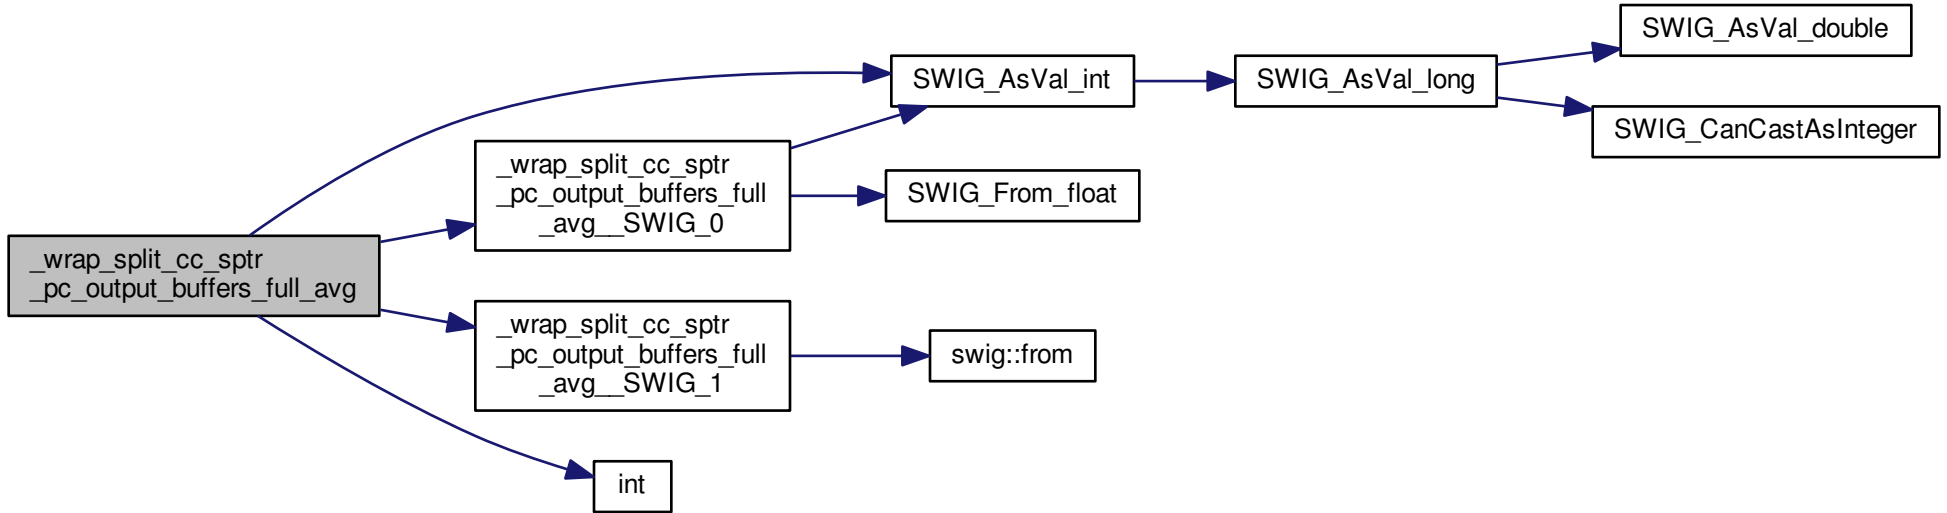 _wrap_split_cc_sptr
_pc_output_buffers_full_avg
_wrap_split_cc_sptr
_pc_output_buffers_full
_avg__SWIG_0
_wrap_split_cc_sptr
_pc_output_buffers_full
_avg__SWIG_1
int
SWIG_AsVal_int
SWIG_From_float
swig::from
SWIG_AsVal_long
SWIG_AsVal_double
SWIG_CanCastAsInteger